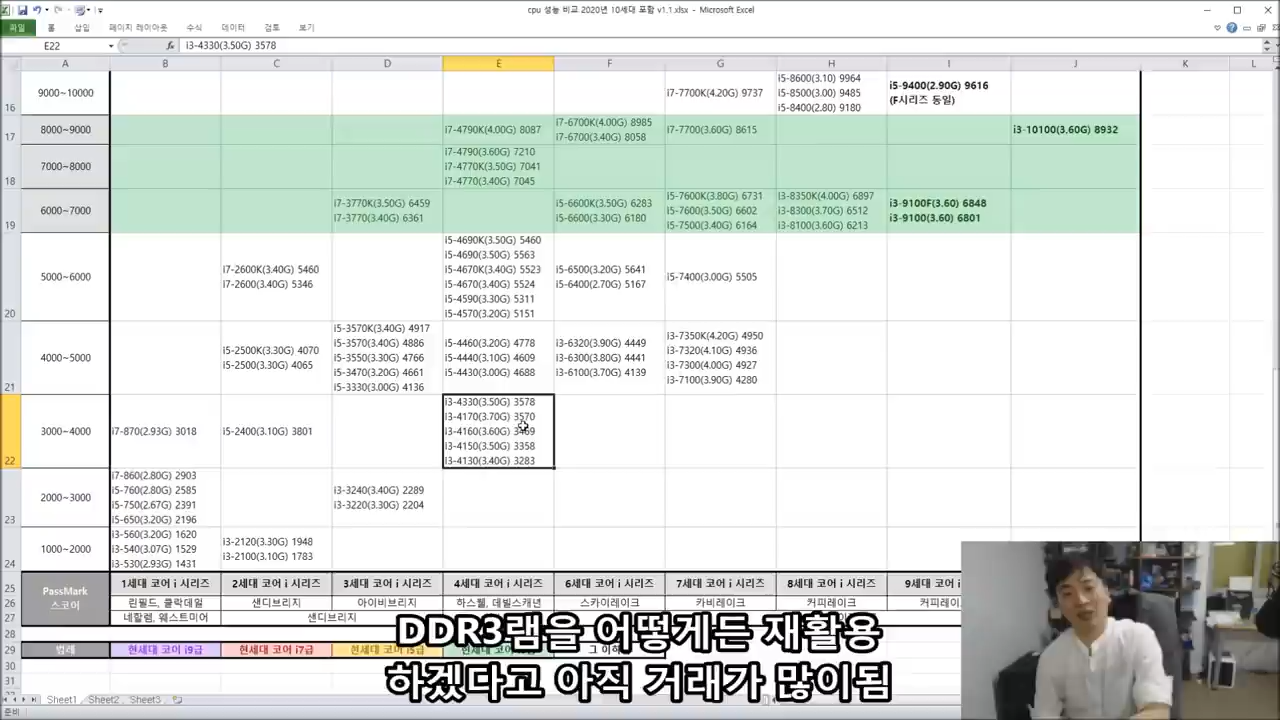 cpu 성능 비교 2020년 10세대 포함 v1.1.xlsx - Microsoft Excel
파일 홈 삽입 페이지 레이아웃 수식 데이터 검토 보기
E22 fx i3-4330(3.50G) 3578
A B C D E F G H I J K L
i5-8600(3.10) 9964
16 9000~10000 i7-7700K(4.20G) 9737 i5-8500(3.00) 9485 i5-9400(2.90G) 9616
i5-8400(2.80) 9180 (F시리즈 동일)
17 8000~9000 i7-4790K(4.00G) 8087 i7-6700K(4.00G) 8985 i7-7700(3.60G) 8615 i3-10100(3.60G) 8932
i7-6700(3.40G) 8058
i7-4790(3.60G) 7210
18 7000~8000 i7-4770K(3.50G) 7041
i7-4770(3.40G) 7045
i7-3770K(3.50G) 6459 i5-6600K(3.50G) 6283 i5-7600K(3.80G) 6731 i3-8350K(4.00G) 6897 i3-9100F(3.60) 6848
19 6000~7000 i7-3770(3.40G) 6361 i5-6600(3.30G) 6180 i5-7600(3.50G) 6602 i3-8300(3.70G) 6512 i3-9100(3.60) 6801
i5-7500(3.40G) 6164 i3-8100(3.60G) 6213
i5-4690K(3.50G) 5460
i5-4690(3.50G) 5563
20 5000~6000 i7-2600K(3.40G) 5460 i5-4670K(3.40G) 5523 i5-6500(3.20G) 5641 i5-7400(3.00G) 5505
i7-2600(3.40G) 5346 i5-4670(3.40G) 5524 i5-6400(2.70G) 5167
i5-4590(3.30G) 5311
i5-4570(3.20G) 5151
i5-3570K(3.40G) 4917
i5-3570(3.40G) 4886 i5-4460(3.20G) 4778 i3-6320(3.90G) 4449 i3-7350K(4.20G) 4950
21 4000~5000 i5-2500K(3.30G) 4070 i5-3550(3.30G) 4766 i5-4440(3.10G) 4609 i3-6300(3.80G) 4441 i3-7320(4.10G) 4936
i5-2500(3.30G) 4065 i5-3470(3.20G) 4661 i5-4430(3.00G) 4688 i3-6100(3.70G) 4139 i3-7300(4.00G) 4927
i5-3330(3.00G) 4136 i3-7100(3.90G) 4280
i3-4330(3.50G) 3578
i3-4170(3.70G) 3570
22 3000~4000 i7-870(2.93G) 3018 i5-2400(3.10G) 3801 i3-4160(3.60G)
i3-4150(3.50G) 3358
i3-4130(3.40G) 3283
i7-860(2.80G) 2903
23 2000~3000 i5-760(2.80G) 2585 i3-3240(3.40G) 2289
i5-750(2.67G) 2391 i3-3220(3.30G) 2204
i5-650(3.20G) 2196
24 1000~2000 i3-560(3.20G) 1620 i3-2120(3.30G) 1948
i3-540(3.07G) 1529 i3-2100(3.10G) 1783
i3-530(2.93G) 1431
25 PassMark 1세대 코어 i 시리즈 2세대 코어 i 시리즈 3세대 코어 i 시리즈 4세대 코어 i 시리즈 6세대 코어 i 시리즈 7세대 코어 i 시리즈 8세대 코어 i 시리즈 9세대 코어 i
26 스코어 린필드, 클락데일 샌디브리지 아이비브리지 하스웰, 데빌스캐년 스카이레이크 카비레이크 커피레이크 커피레이
27 네할렘, 웨스트미어 샌디브리지
28
29 범례 현세대 코어 i9급 현세대 코어 i7급 현세대 코어 i5급 그 이하
31
DDR3램을 어떻게든 재활용
하겠다고 아직 거래가 많이됨
Sheet1 Sheet2 Sheet3
준비